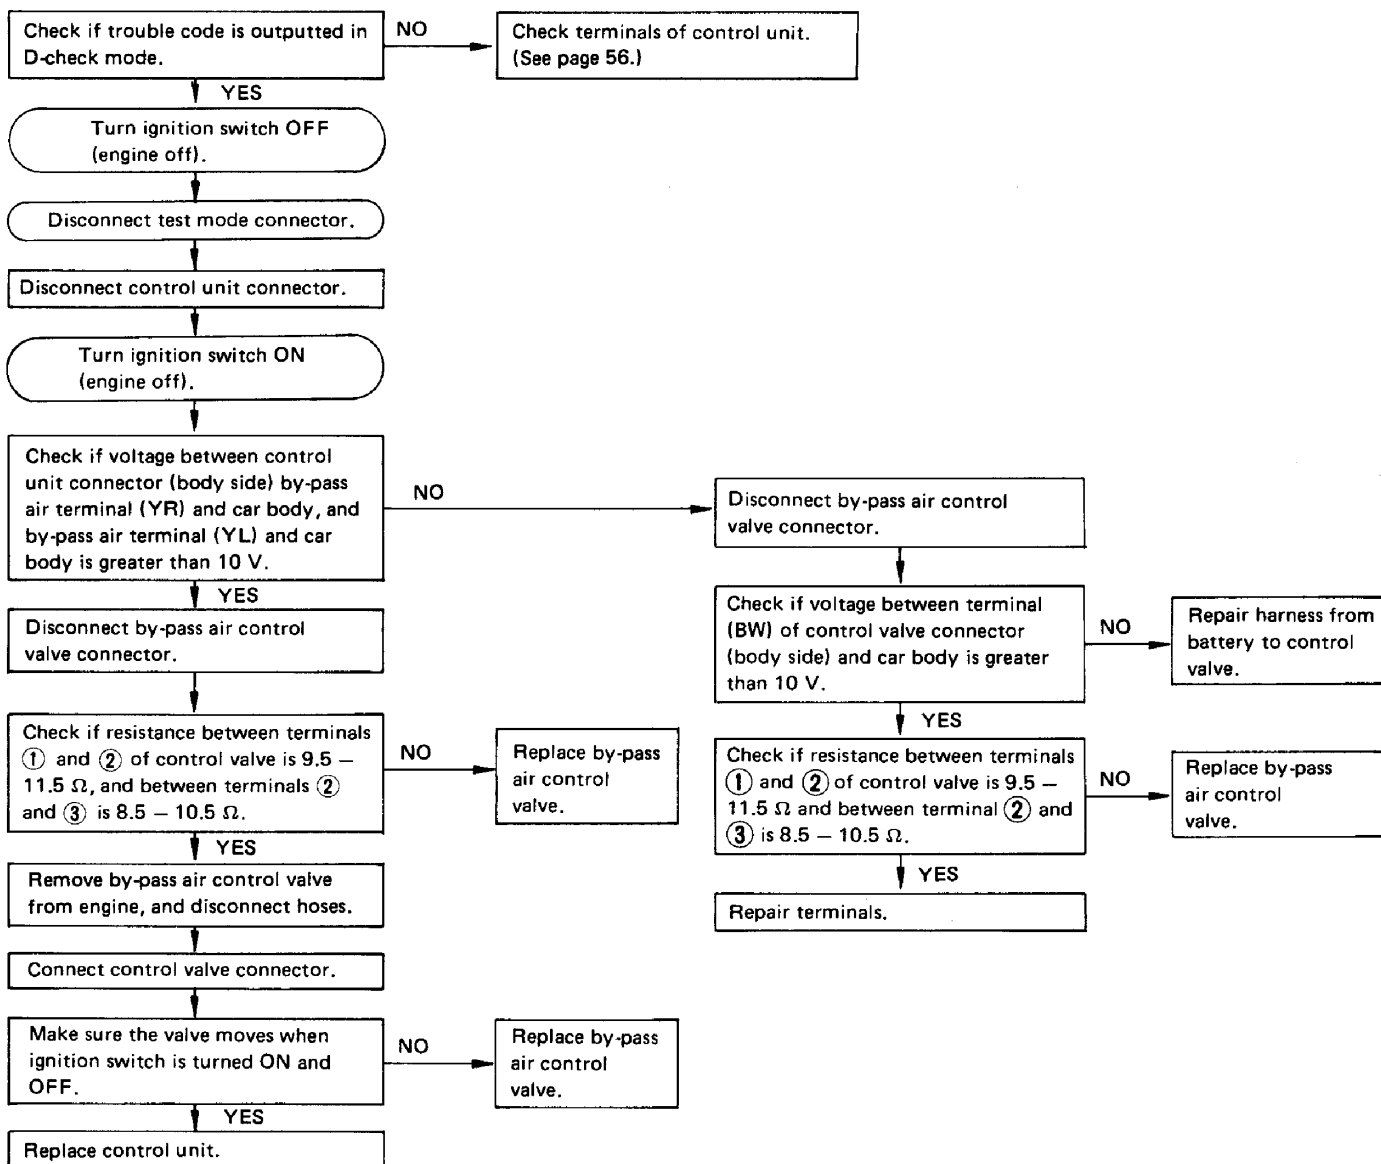 Check if trouble code is outputted in
D-check mode.
NO
Check terminals of control unit.
(See page 56.)
YES
Turn ignition switch OFF
(engine off).
Disconnect test mode connector.
Disconnect control unit connector.
Turn ignition switch ON
(engine off).
Check if voltage between control
unit connector (body side) by-pass
air terminal (YR) and car body, and
by-pass air terminal (YL) and car
body is greater than 10 V.
NO
Disconnect by-pass air control
valve connector.
YES
Disconnect by-pass air control
valve connector.
Check if voltage between terminal
(BW) of control valve connector
(body side) and car body is greater
than 10 V.
NO
Repair harness from
battery to control
valve.
YES
Check if resistance between terminals
① and ② of control valve is 9.5 –
11.5 Ω, and between terminals ②
and ③ is 8.5 – 10.5 Ω.
NO
Replace by-pass
air control
valve.
Check if resistance between terminals
① and ② of control valve is 9.5 –
11.5 Ω and between terminal ② and
③ is 8.5 – 10.5 Ω.
NO
Replace by-pass
air control
valve.
YES
Remove by-pass air control valve
from engine, and disconnect hoses.
YES
Repair terminals.
Connect control valve connector.
Make sure the valve moves when
ignition switch is turned ON and
OFF.
NO
Replace by-pass
air control
valve.
YES
Replace control unit.